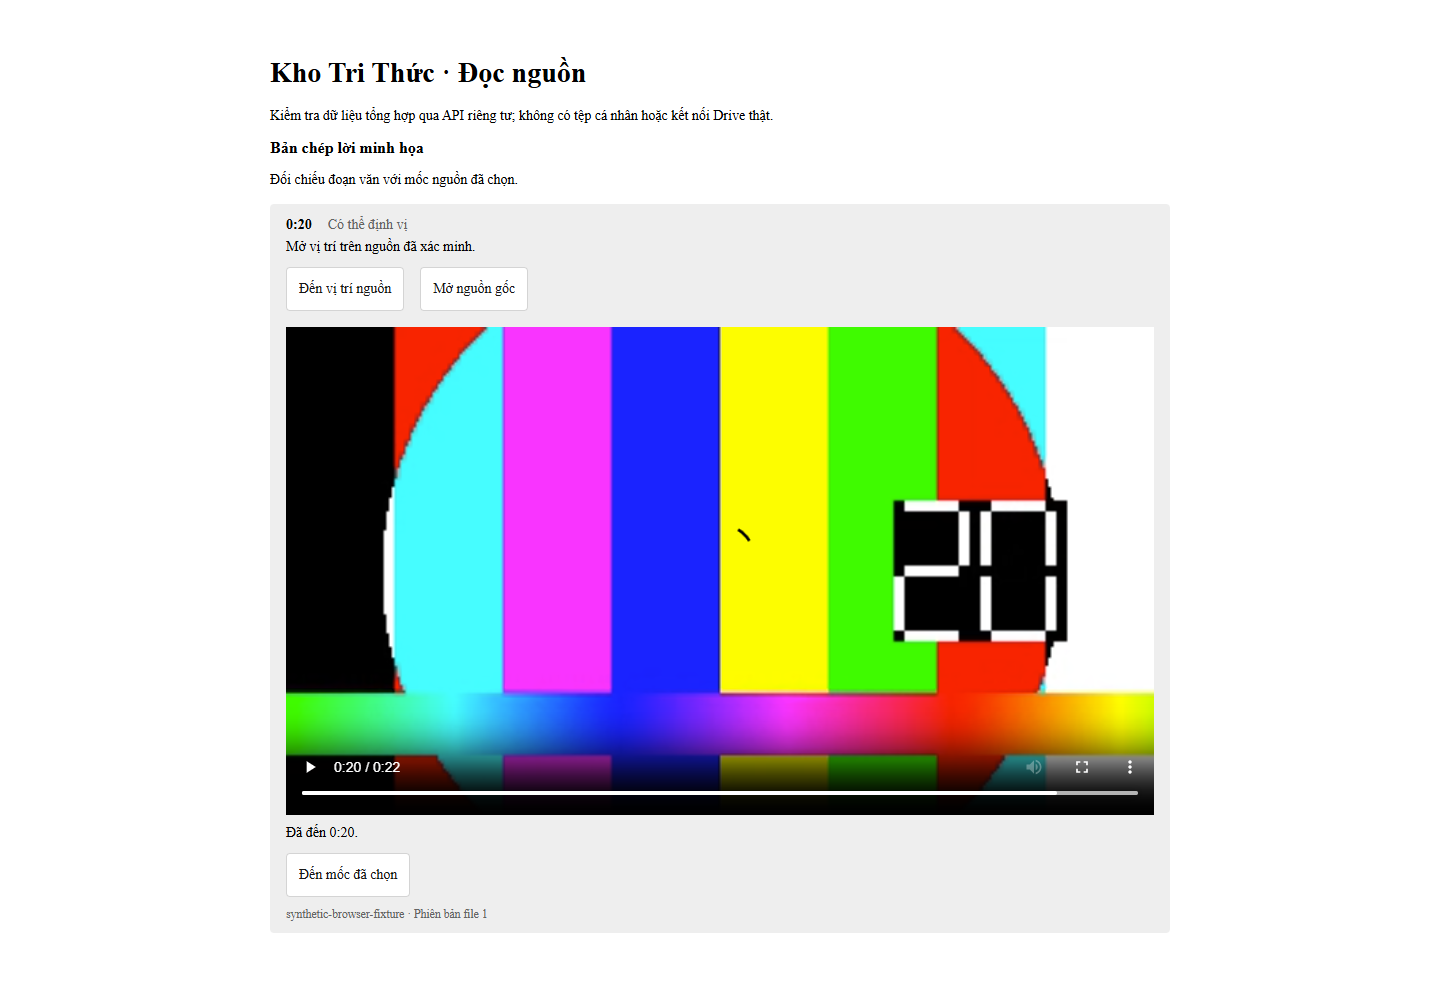 Kho Tri Thức · Đọc nguồn
Kiểm tra dữ liệu tổng hợp qua API riêng tư; không có tệp cá nhân hoặc kết nối Drive thật.
Bản chép lời minh họa
Đối chiếu đoạn văn với mốc nguồn đã chọn.
0:20 Có thể định vị
Mở vị trí trên nguồn đã xác minh.
Đến vị trí nguồn Mở nguồn gốc
20
0:20 / 0:22
Đã đến 0:20.
Đến mốc đã chọn
synthetic-browser-fixture · Phiên bản file 1